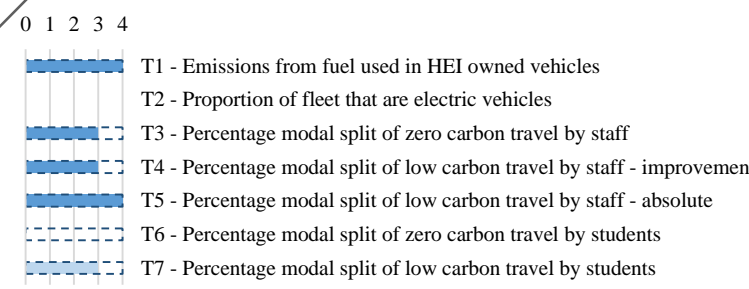 0 1 2 3 4
T1 - Emissions from fuel used in HEI owned vehicles
T2 - Proportion of fleet that are electric vehicles
T3 - Percentage modal split of zero carbon travel by staff
T4 - Percentage modal split of low carbon travel by staff - improvemen
T5 - Percentage modal split of low carbon travel by staff - absolute
T6 - Percentage modal split of zero carbon travel by students
T7 - Percentage modal split of low carbon travel by students